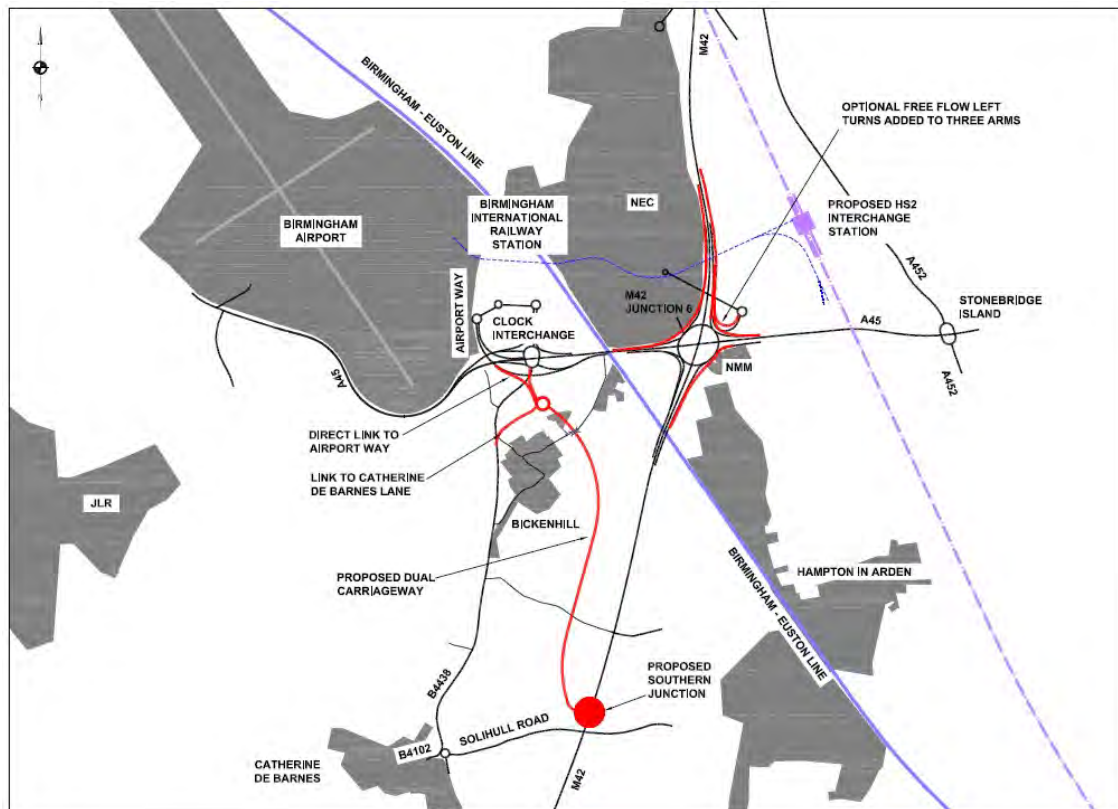 M42
BIRMINGHAM - EUSTON LINE
OPTIONAL FREE FLOW LEFT
TURNS ADDED TO THREE ARMS
NEC
BIRMINGHAM
INTERNATIONAL
RAILWAY
STATION
PROPOSED HS2
INTERCHANGE
STATION
BIRMINGHAM
AIRPORT
A452
AIRPORT WAY
M42
JUNCTION 6
STONEBRIDGE
ISLAND
CLOCK
INTERCHANGE
A45
NMM
A45
A452
DIRECT LINK TO
AIRPORT WAY
LINK TO CATHERINE
DE BARNES LANE
JLR
BICKENHILL
HAMPTON IN ARDEN
PROPOSED DUAL
CARRIAGEWAY
BIRMINGHAM - EUSTON LINE
PROPOSED
SOUTHERN
JUNCTION
B4438
SOLIHULL ROAD
B4102
CATHERINE
DE BARNES
M42